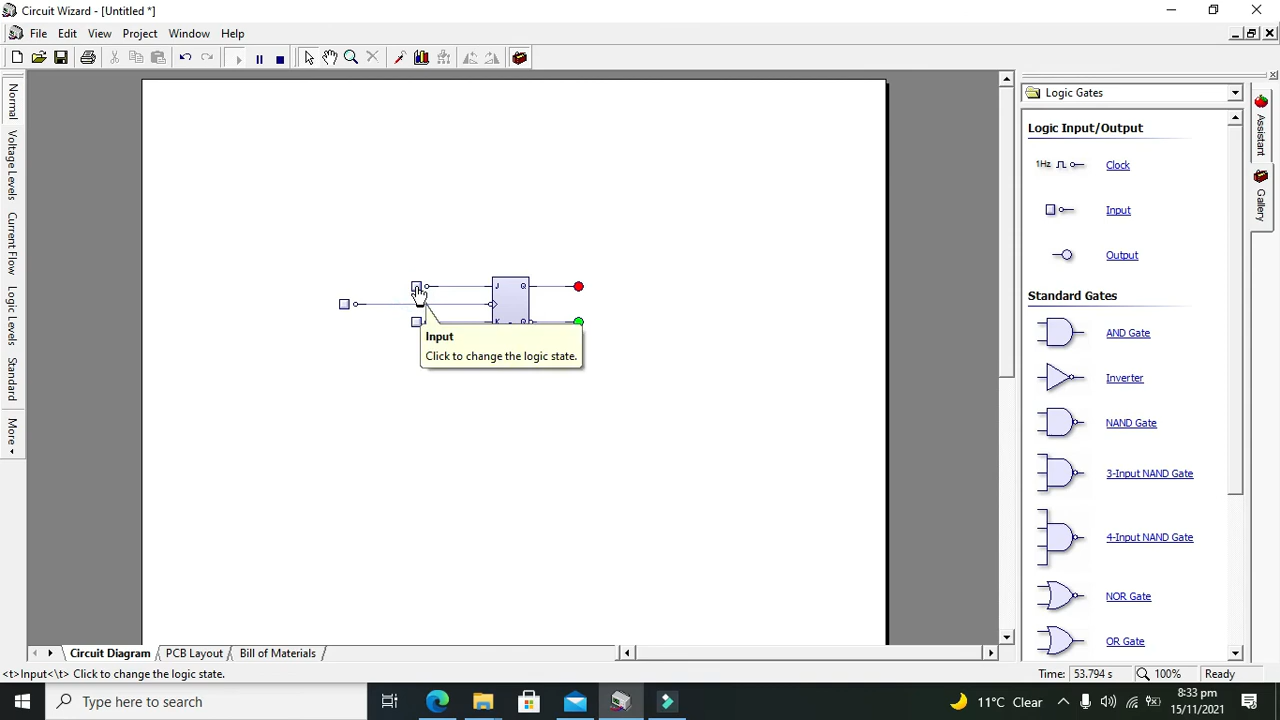 Circuit Wizard - [Untitled *]
File Edit View Project Window Help
Normal
Voltage Levels
Current Flow
Logic Levels
Standard
More
J Q
K Q
Input
Click to change the logic state.
Logic Gates
Logic Input/Output
1Hz Clock
Input
Output
Standard Gates
AND Gate
Inverter
NAND Gate
3-Input NAND Gate
4-Input NAND Gate
NOR Gate
OR Gate
Assistant
Gallery
Circuit Diagram PCB Layout Bill of Materials
<t>Input<\t> Click to change the logic state. Time: 53.794 s 100% Ready
Type here to search
11°C Clear
8:33 pm
15/11/2021